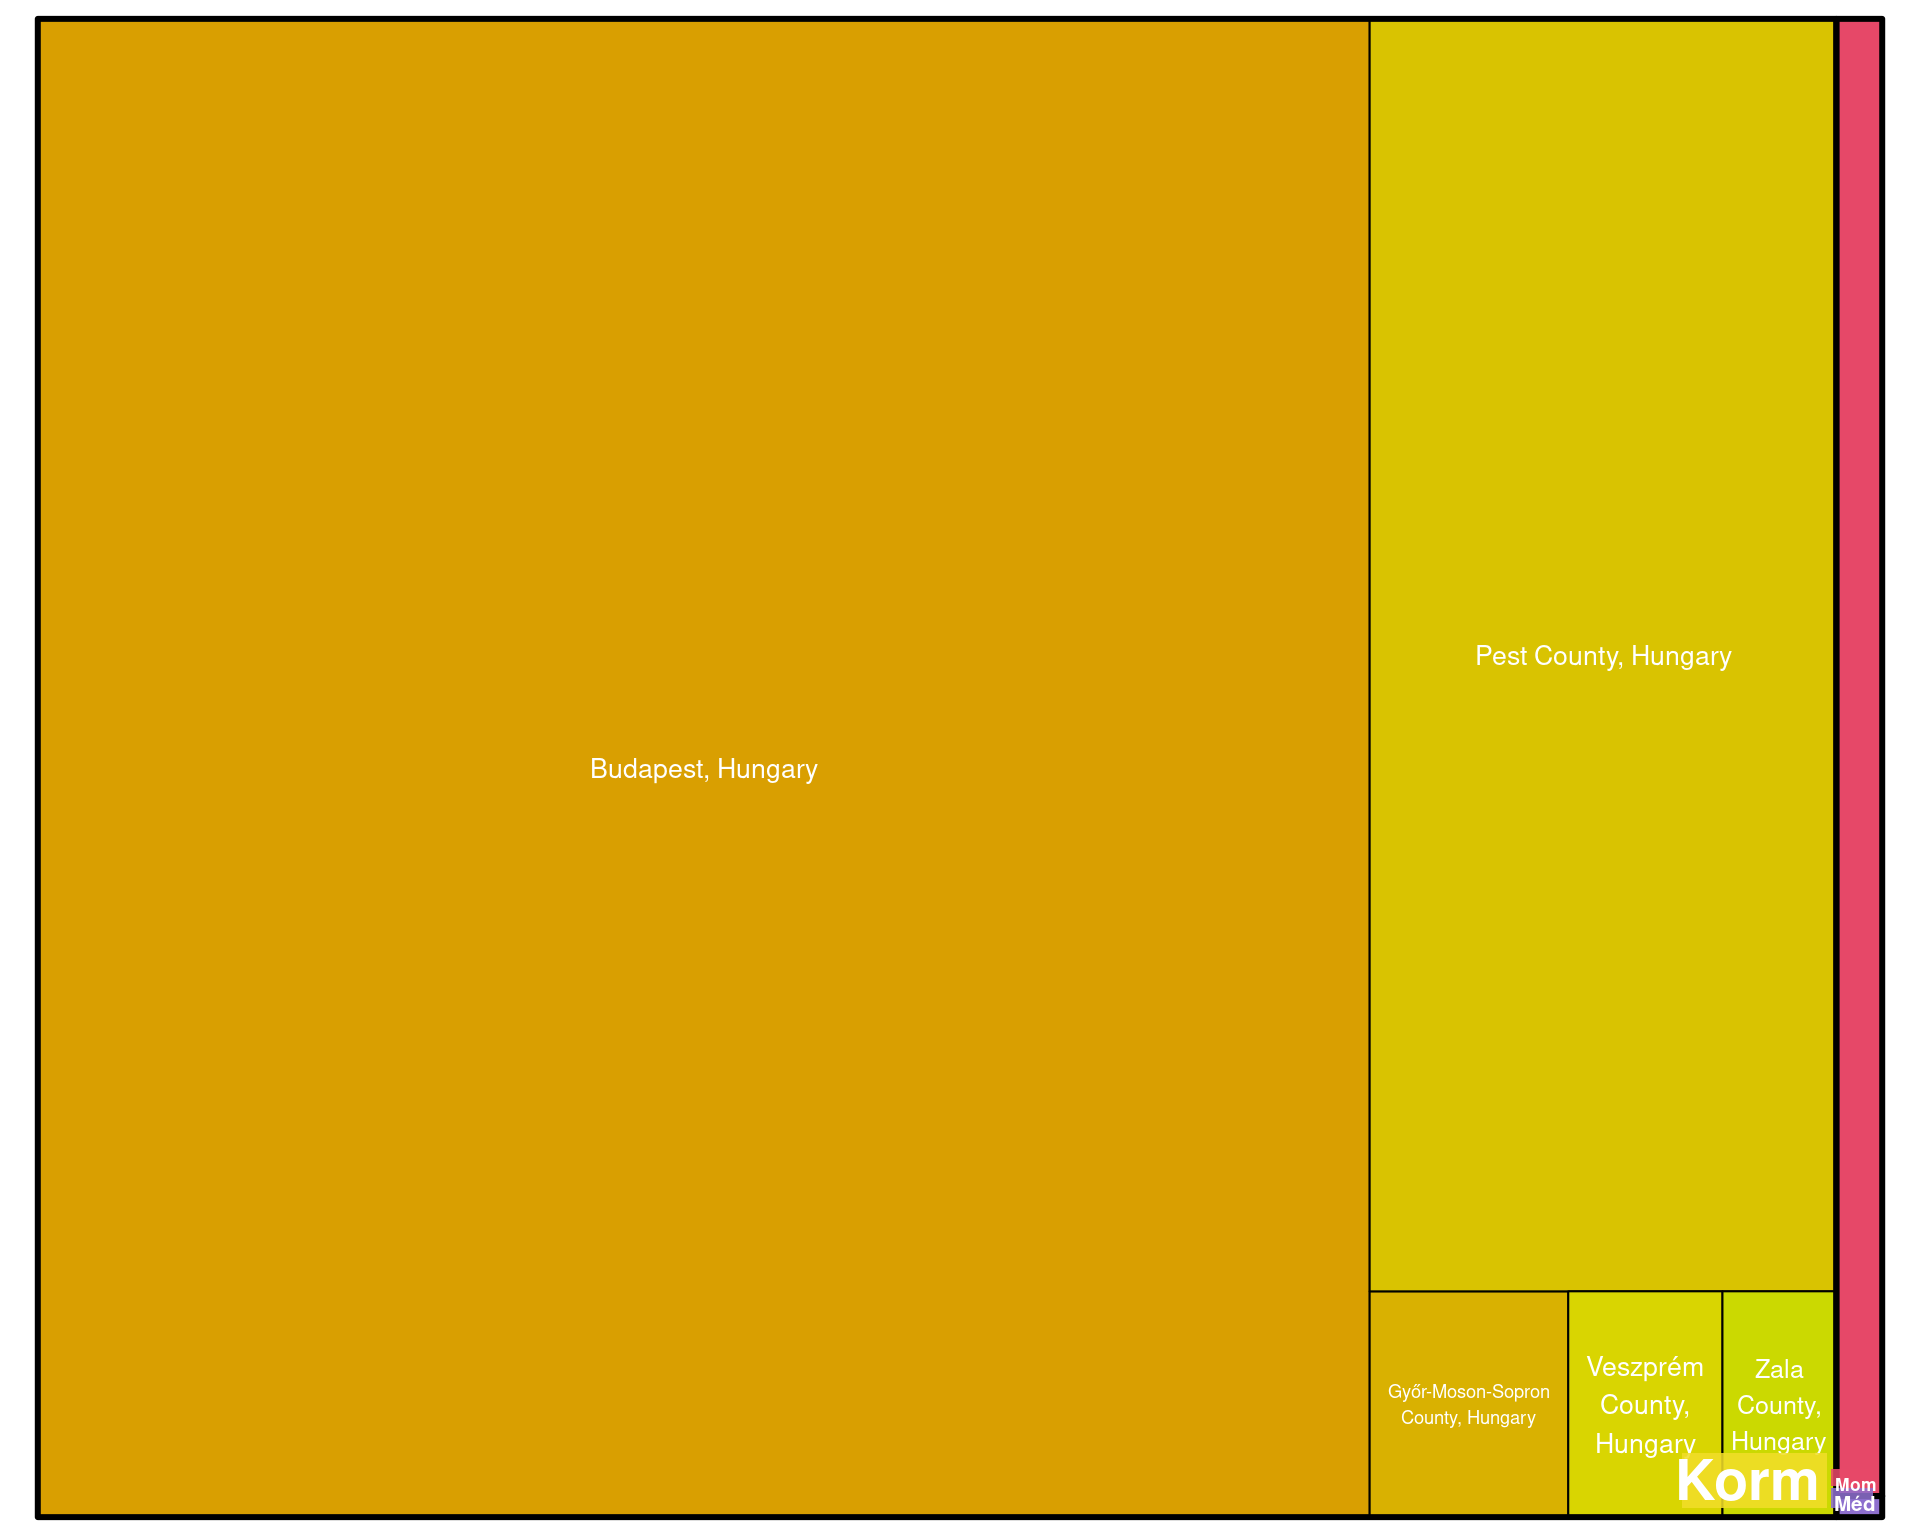 Budapest, Hungary
Pest County, Hungary
Győr-Moson-Sopron
County, Hungary
Veszprém
County,
Hungary
Zala
County,
Hungary
Korm
Mom
Méd